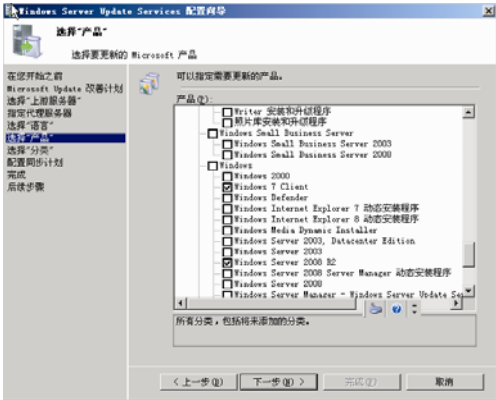 Windows Server Update Services 配置向导
选择“产品”
选择要更新的 Microsoft 产品
在您开始之前
Microsoft Update 改善计划
选择“上游服务器”
指定代理服务器
选择“语言”
选择“产品”
选择“分类”
配置同步计划
完成
后续步骤
可以指定需要更新的产品。
产品(P):
Writer 安装和升级程序
照片库安装和升级程序
Windows Small Business Server
Windows Small Business Server 2003
Windows Small Business Server 2008
Windows
Windows 2000
Windows 7 Client
Windows Defender
Windows Internet Explorer 7 动态安装程序
Windows Internet Explorer 8 动态安装程序
Windows Media Dynamic Installer
Windows Server 2003, Datacenter Edition
Windows Server 2003
Windows Server 2008 R2
Windows Server 2008 Server Manager 动态安装程序
Windows Server 2008
Windows Server Manager - Windows Server Update Ser
所有分类，包括将来添加的分类。
< 上一步(B)
下一步(N) >
完成(F)
取消